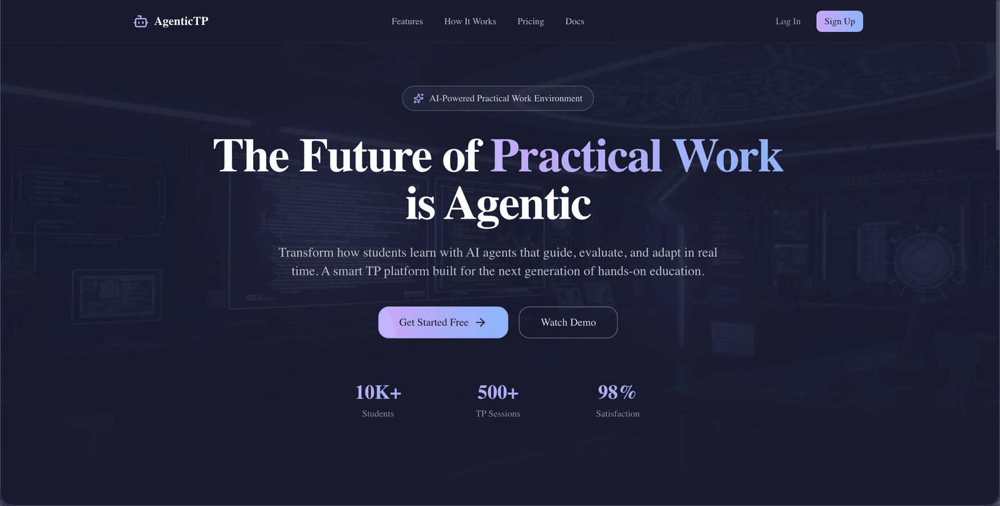 AgenticTP
Features
How It Works
Pricing
Docs
Log In
Sign Up
AI-Powered Practical Work Environment
The Future of Practical Work
is Agentic
Transform how students learn with AI agents that guide, evaluate, and adapt in real
time. A smart TP platform built for the next generation of hands-on education.
Get Started Free
Watch Demo
10K+
500+
98%
Students
TP Sessions
Satisfaction